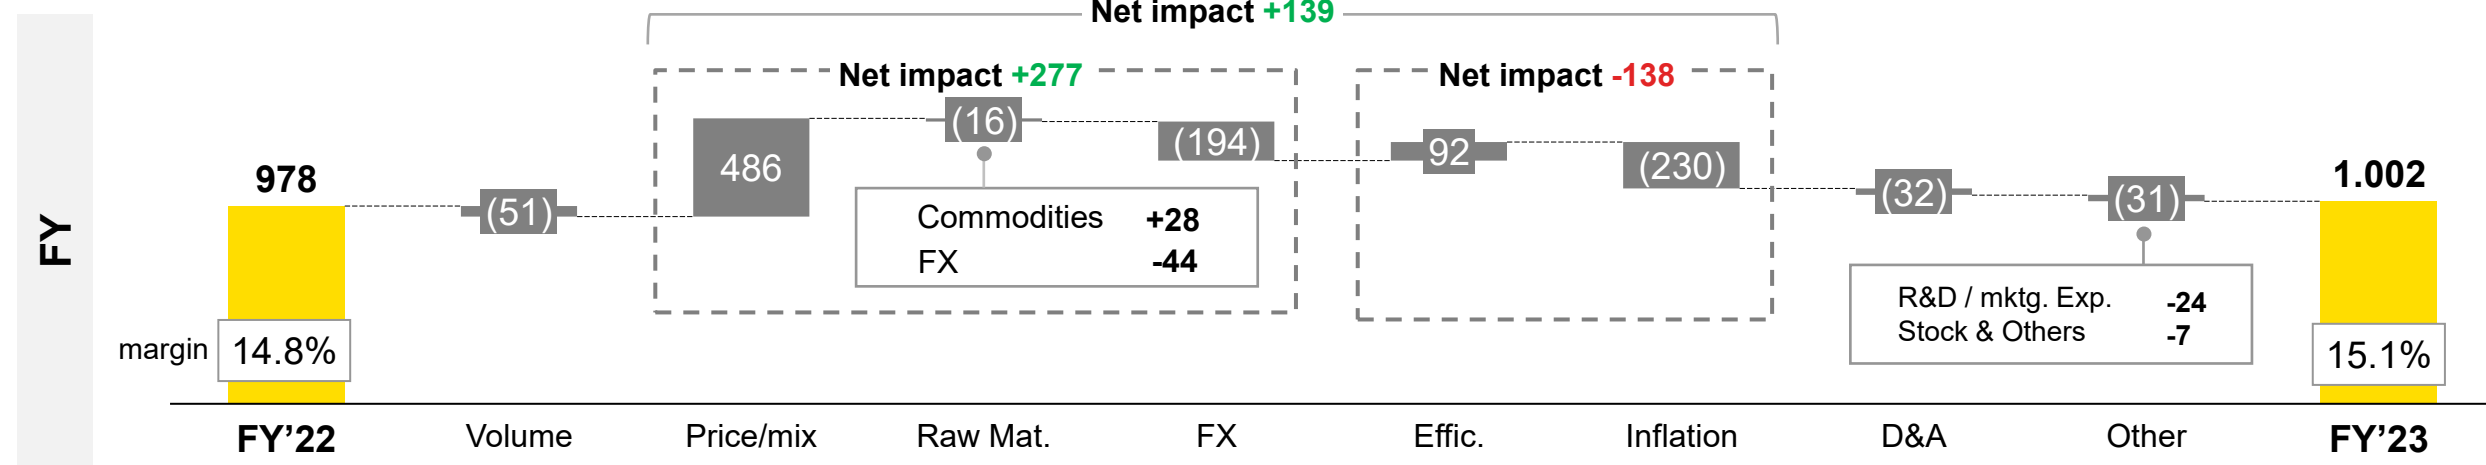 Net impact +139
Net impact +277
Net impact -138
FY
978
(51)
486
(16)
(194)
92
(230)
(32)
(31)
1.002
Commodities +28
FX -44
R&D / mktg. Exp. -24
Stock & Others -7
margin 14.8%
15.1%
FY’22 Volume Price/mix Raw Mat. FX Effic. Inflation D&A Other FY’23